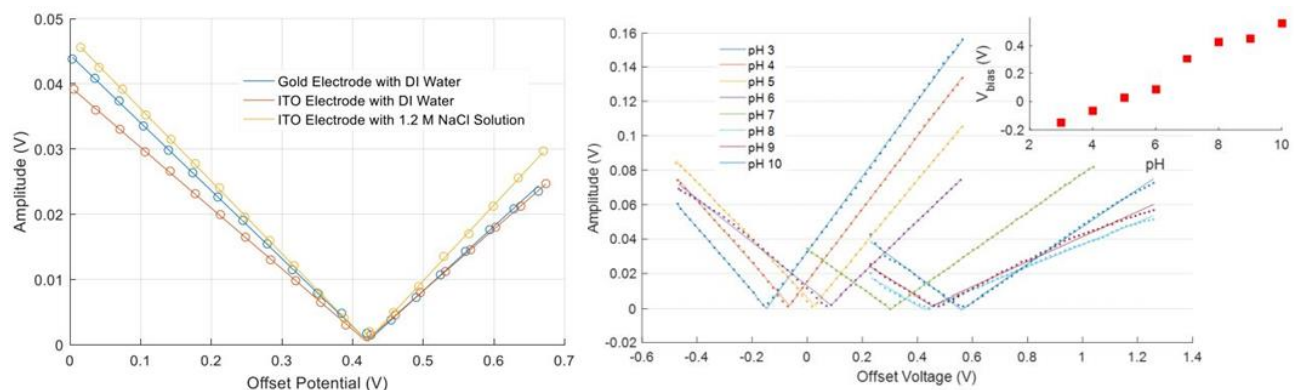 0.05
0.04
0.03
0.02
0.01
0
Amplitude (V)
Gold Electrode with DI Water
ITO Electrode with DI Water
ITO Electrode with 1.2 M NaCl Solution
0 0.1 0.2 0.3 0.4 0.5 0.6 0.7
Offset Potential (V)
0.16
0.14
0.12
0.1
0.08
0.06
0.04
0.02
0
-0.02
Amplitude (V)
pH 3
pH 4
pH 5
pH 6
pH 7
pH 8
pH 9
pH 10
-0.6 -0.4 -0.2 0 0.2 0.4 0.6 0.8 1 1.2 1.4
Offset Voltage (V)
0.4
0.2
0
-0.2
Vbias (V)
2 4 6 8 10
pH